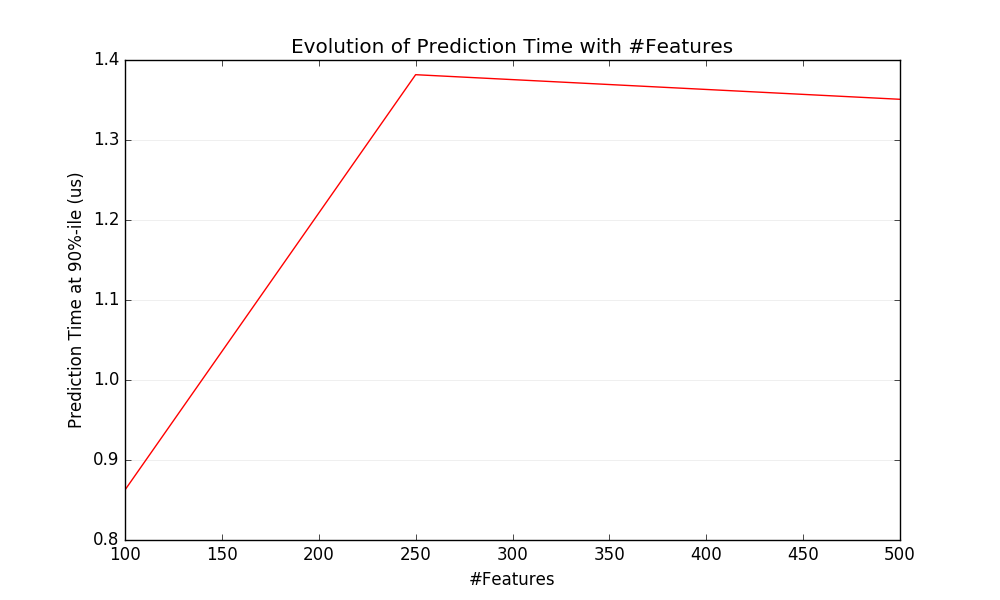 Evolution of Prediction Time with #Features
1.4
1.3
1.2
1.1
1.0
0.9
0.8
Prediction Time at 90%-ile (us)
100 150 200 250 300 350 400 450 500
#Features